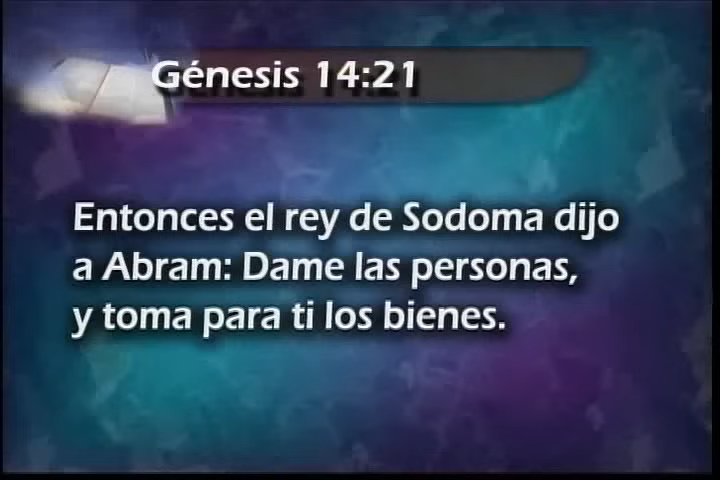 Génesis 14:21
Entonces el rey de Sodoma dijo
a Abram: Dame las personas,
y toma para ti los bienes.